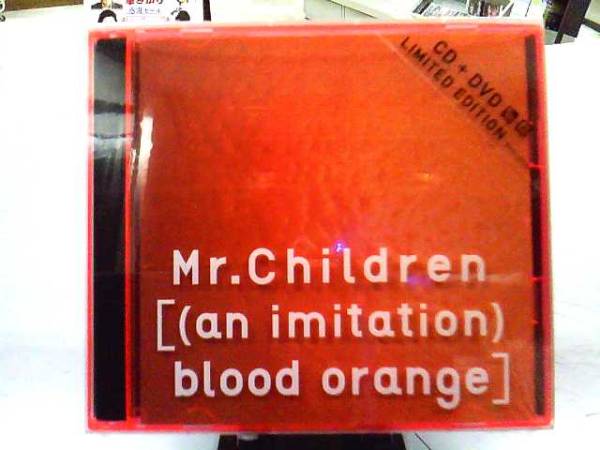 CD + DVD
LIMITED EDITION
Mr.Children
[(an imitation)
blood orange]